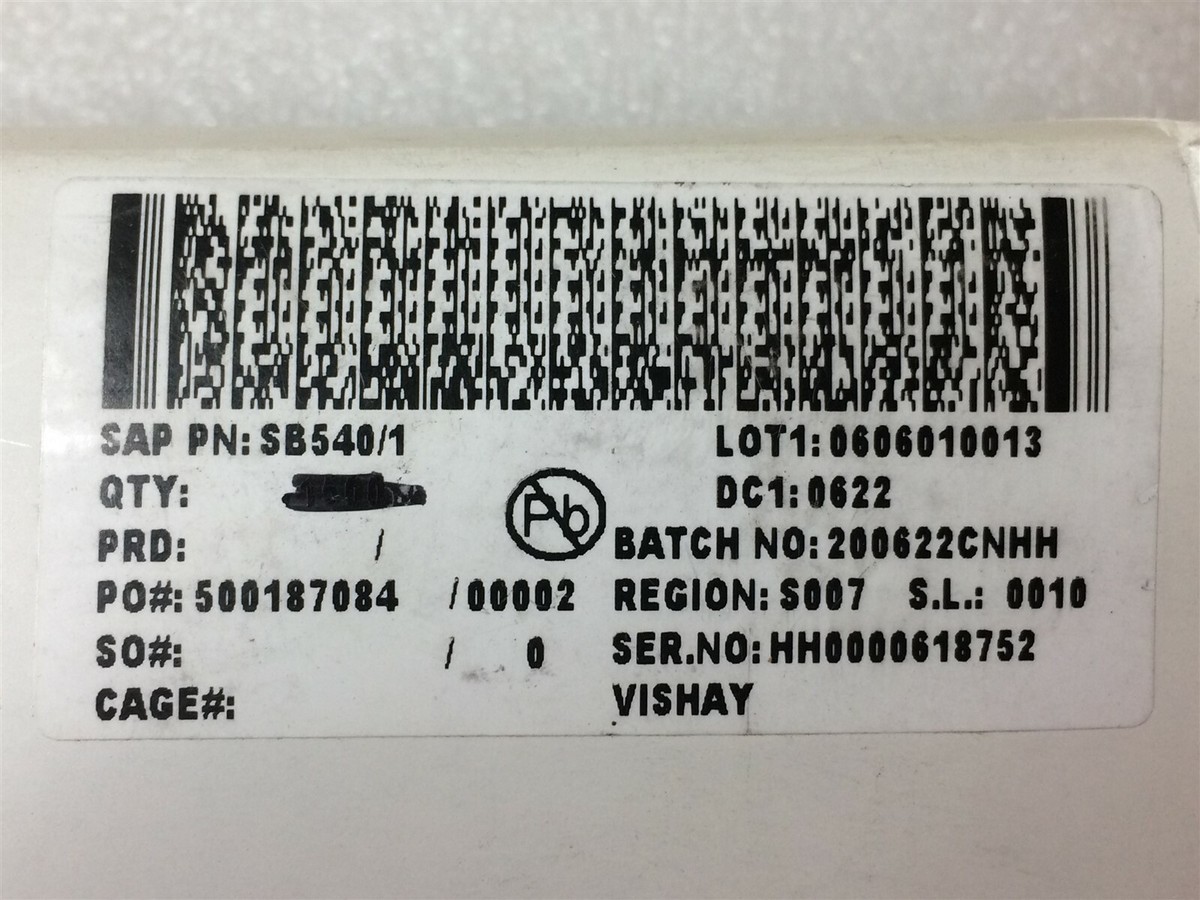 SAP PN: SB540/1
LOT1: 0606010013
QTY:
Pb
DC1: 0622
PRD: /
BATCH NO: 200622CNHH
PO#: 500187084 /00002
REGION: S007 S.L.: 0010
SO#: / 0
SER.NO: HH0000618752
CAGE#:
VISHAY